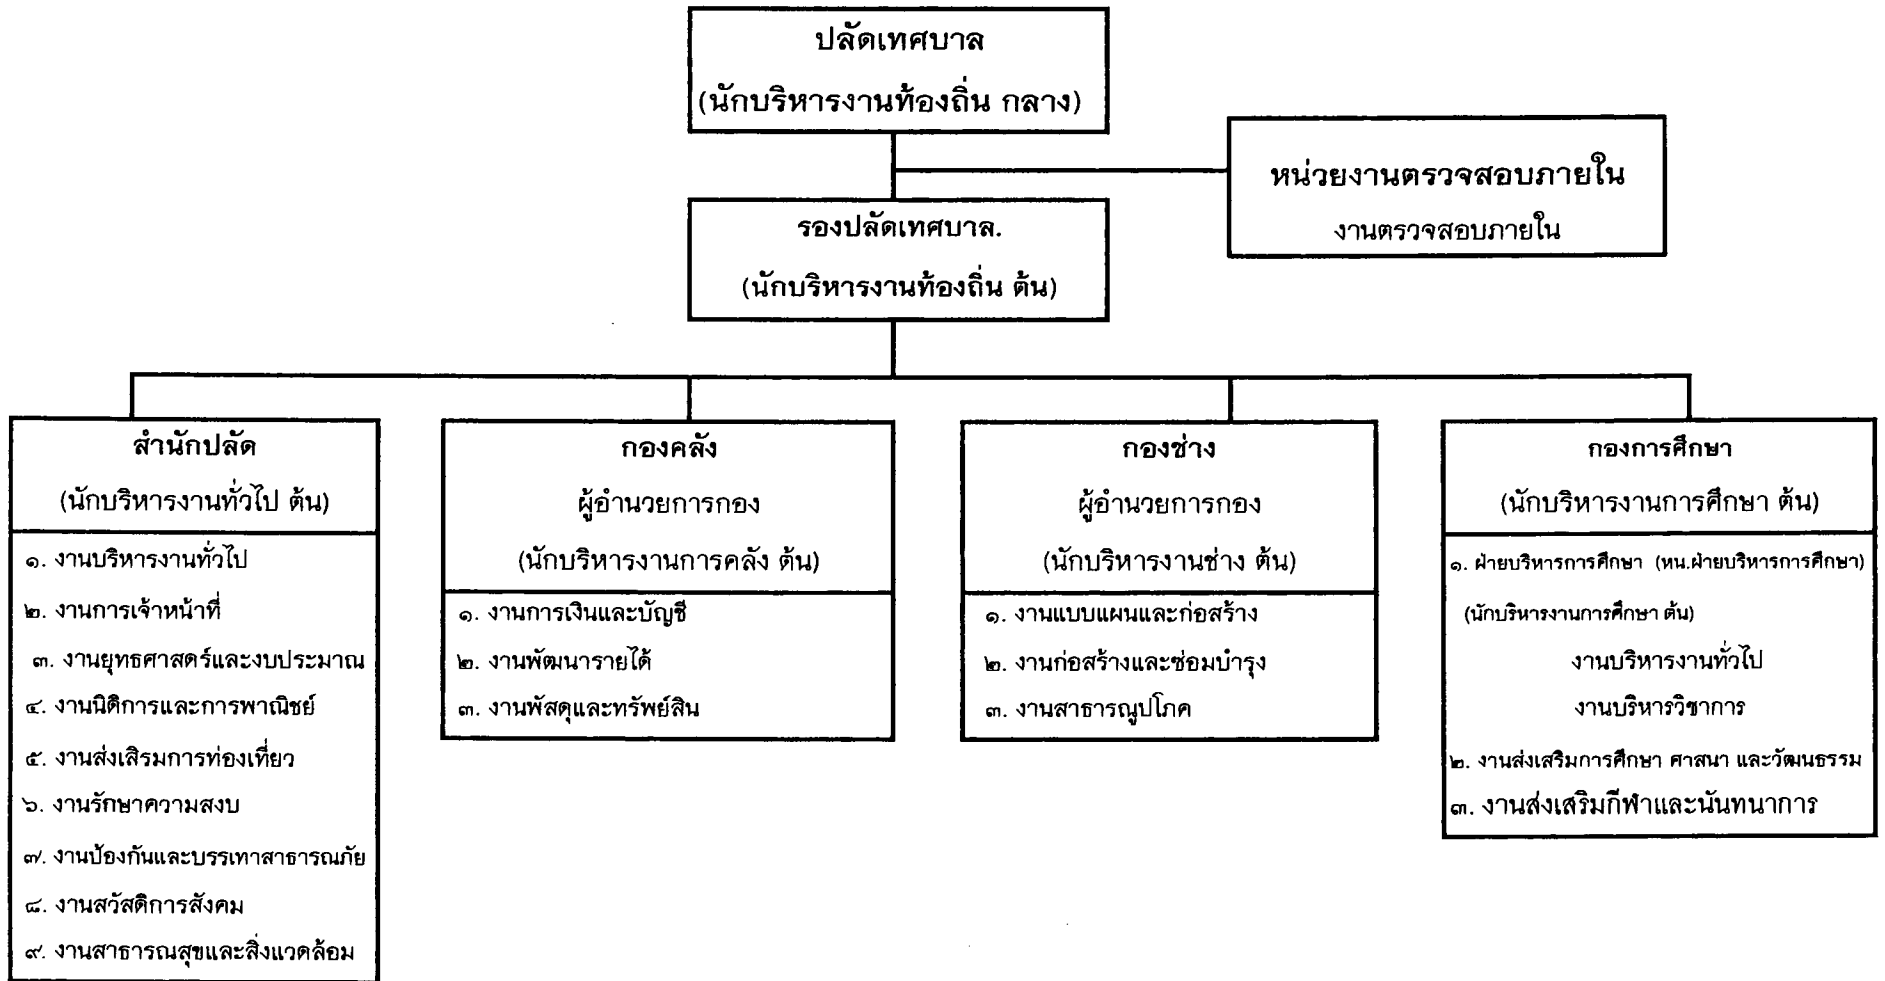 ปลัดเทศบาล
(นักบริหารงานท้องถิ่น กลาง)
หน่วยงานตรวจสอบภายใน
งานตรวจสอบภายใน
รองปลัดเทศบาล.
(นักบริหารงานท้องถิ่น ต้น)
สำนักปลัด
(นักบริหารงานทั่วไป ต้น)
๑. งานบริหารงานทั่วไป
๒. งานการเจ้าหน้าที่
๓. งานยุทธศาสตร์และงบประมาณ
๔. งานนิติการและการพาณิชย์
๕. งานส่งเสิรมการท่องเที่ยว
๖. งานรักษาความสงบ
๗. งานป้องกันและบรรเทาสาธารณภัย
๘. งานสวัสดิการสังคม
๙. งานสาธารณสุขและสิ่งแวดล้อม
กองคลัง
ผู้อำนวยการกอง
(นักบริหารงานการคลัง ต้น)
๑. งานการเงินและบัญชี
๒. งานพัฒนารายได้
๓. งานพัสดุและทรัพย์สิน
กองช่าง
ผู้อำนวยการกอง
(นักบริหารงานช่าง ต้น)
๑. งานแบบแผนและก่อสร้าง
๒. งานก่อสร้างและซ่อมบำรุง
๓. งานสาธารณูปโภค
กองการศึกษา
(นักบริหารงานการศึกษา ต้น)
๑. ฝ่ายบริหารการศึกษา (หน.ฝ่ายบริหารการศึกษา)
(นักบริหารงานการศึกษา ต้น)
งานบริหารงานทั่วไป
งานบริหารวิชาการ
๒. งานส่งเสริมการศึกษา ศาสนา และวัฒนธรรม
๓. งานส่งเสริมกีฬาและนันทนาการ